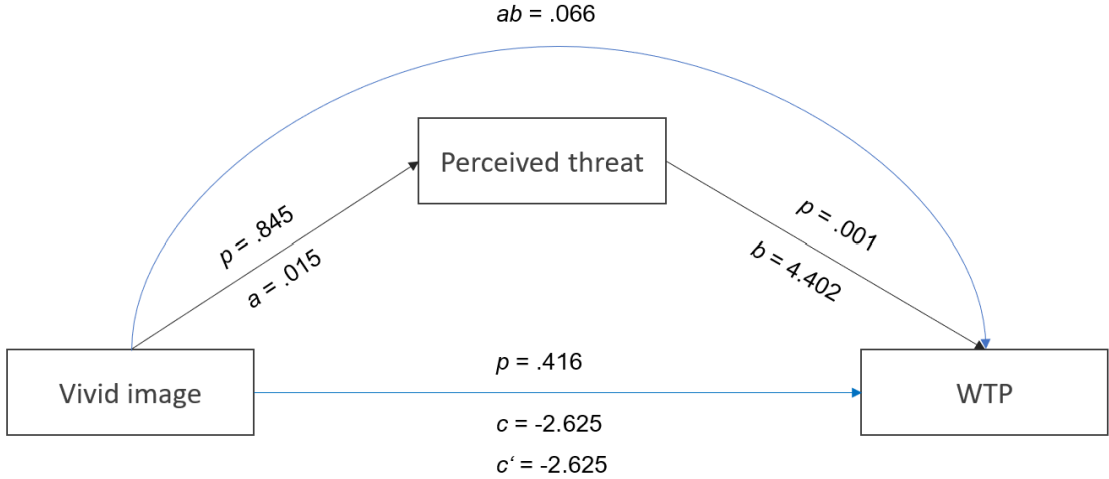 ab = .066
Perceived threat
p = .845
a = .015
p = .001
b = 4.402
Vivid image
p = .416
c = -2.625
c‘ = -2.625
WTP